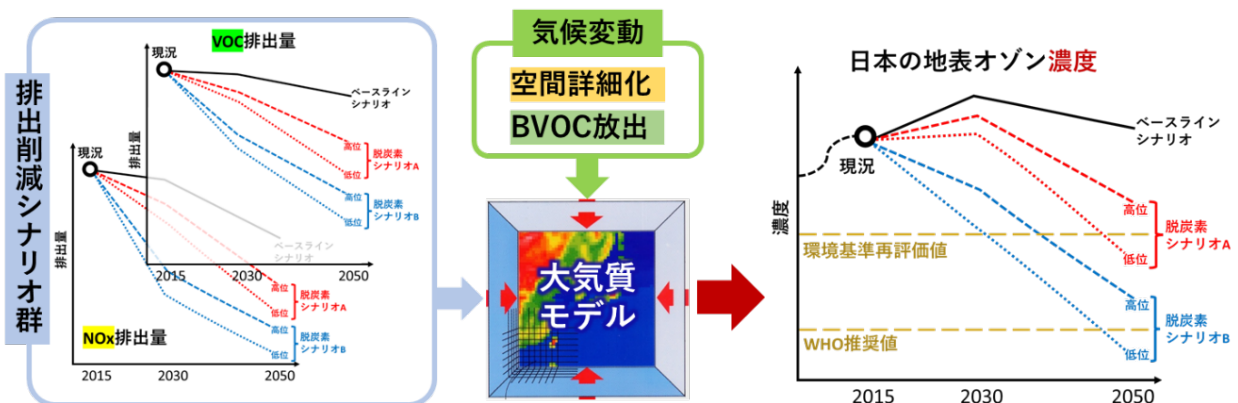 排出削減シナリオ群
VOC排出量
現況
ベースライン
シナリオ
排出量
高位
低位
脱炭素
シナリオA
高位
低位
脱炭素
シナリオB
2015
2030
2050
現況
排出量
ベースライン
シナリオ
高位
低位
脱炭素
シナリオA
高位
低位
脱炭素
シナリオB
NOx排出量
2015
2030
2050
気候変動
空間詳細化
BVOC放出
大気質
モデル
日本の地表オゾン濃度
濃度
現況
ベースライン
シナリオ
高位
低位
脱炭素
シナリオA
環境基準再評価値
高位
低位
脱炭素
シナリオB
WHO推奨値
2015
2030
2050